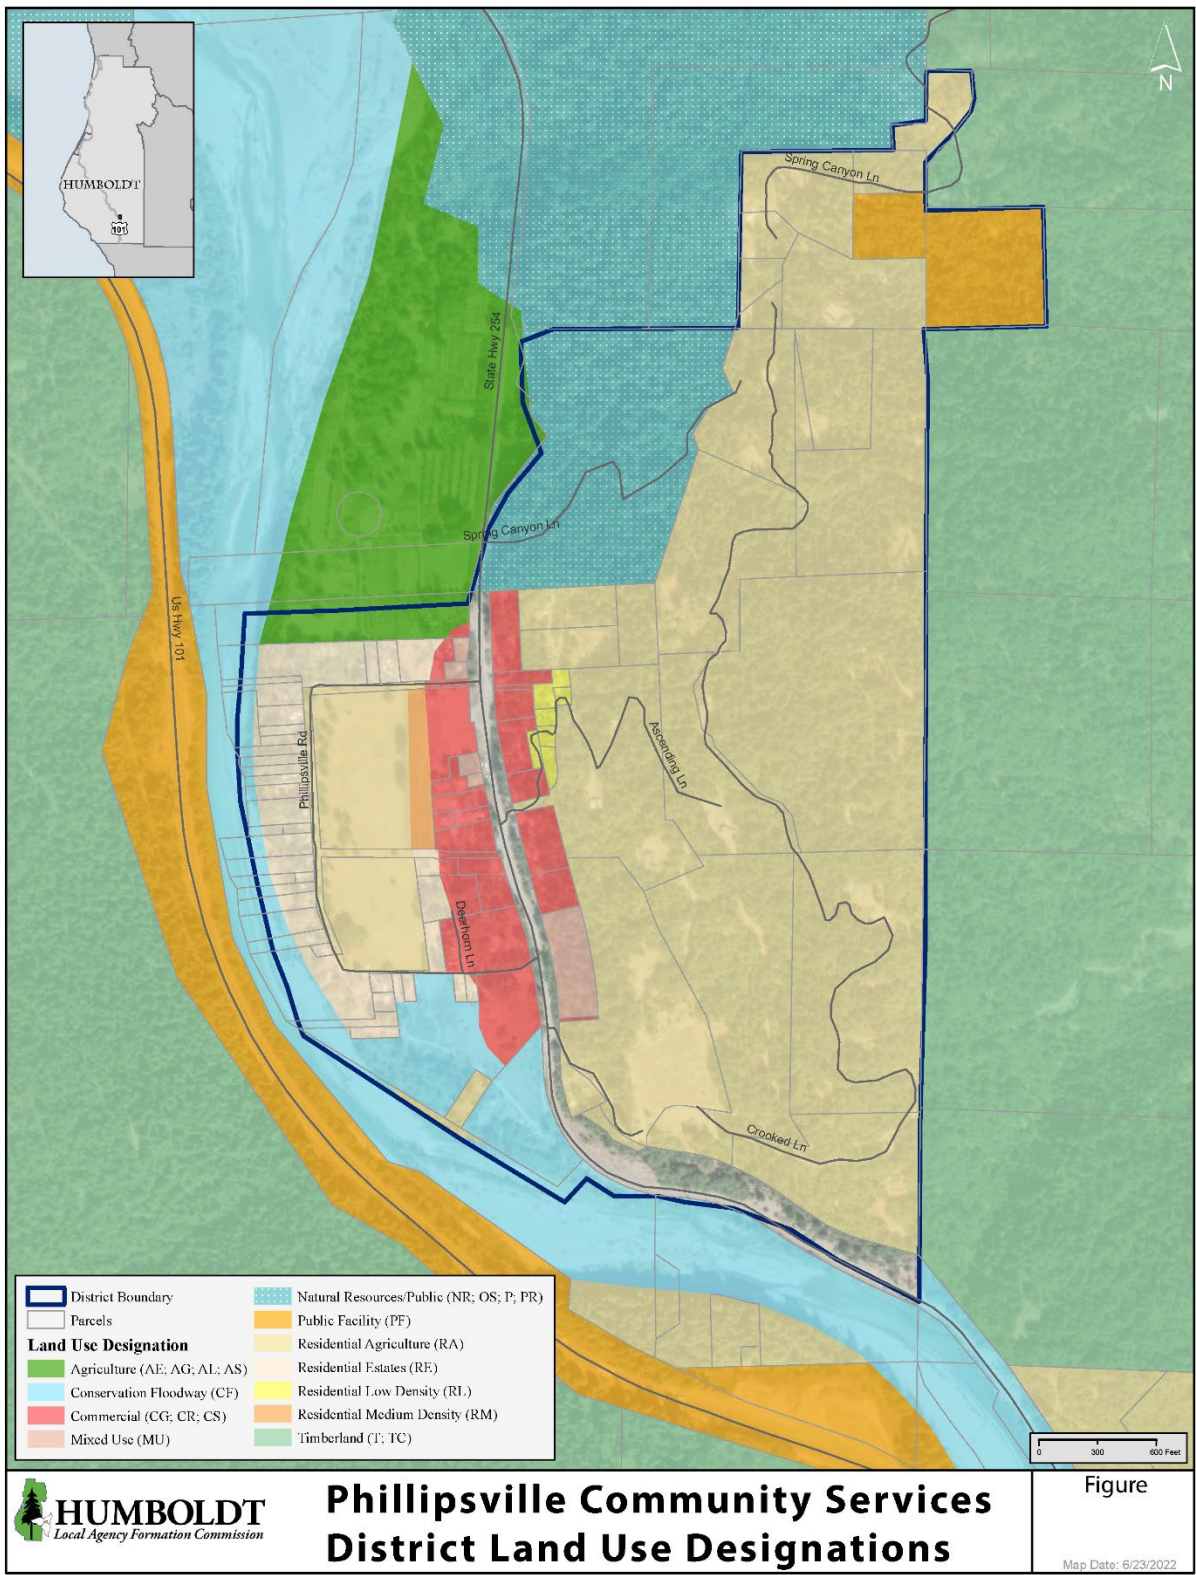 N
HUMBOLDT
101
Spring Canyon Ln
State Hwy 254
Spring Canyon Ln
Us Hwy 101
Phillipsville Rd
Ascending Ln
Deerhorn Ln
Crooked Ln
District Boundary
Parcels
Land Use Designation
Agriculture (AE; AG; AL; AS)
Conservation Floodway (CF)
Commercial (CG; CR; CS)
Mixed Use (MU)
Natural Resources/Public (NR; OS; P; PR)
Public Facility (PF)
Residential Agriculture (RA)
Residential Estates (RE)
Residential Low Density (RL)
Residential Medium Density (RM)
Timberland (T; TC)
0 300 600 Feet
HUMBOLDT
Local Agency Formation Commission
Phillipsville Community Services
District Land Use Designations
Figure
Map Date: 6/23/2022